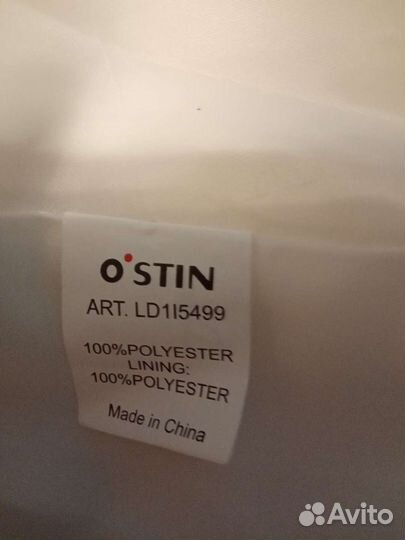 O'STIN
ART. LD1I5499
100%POLYESTER
LINING:
100%POLYESTER
Made in China
Avito